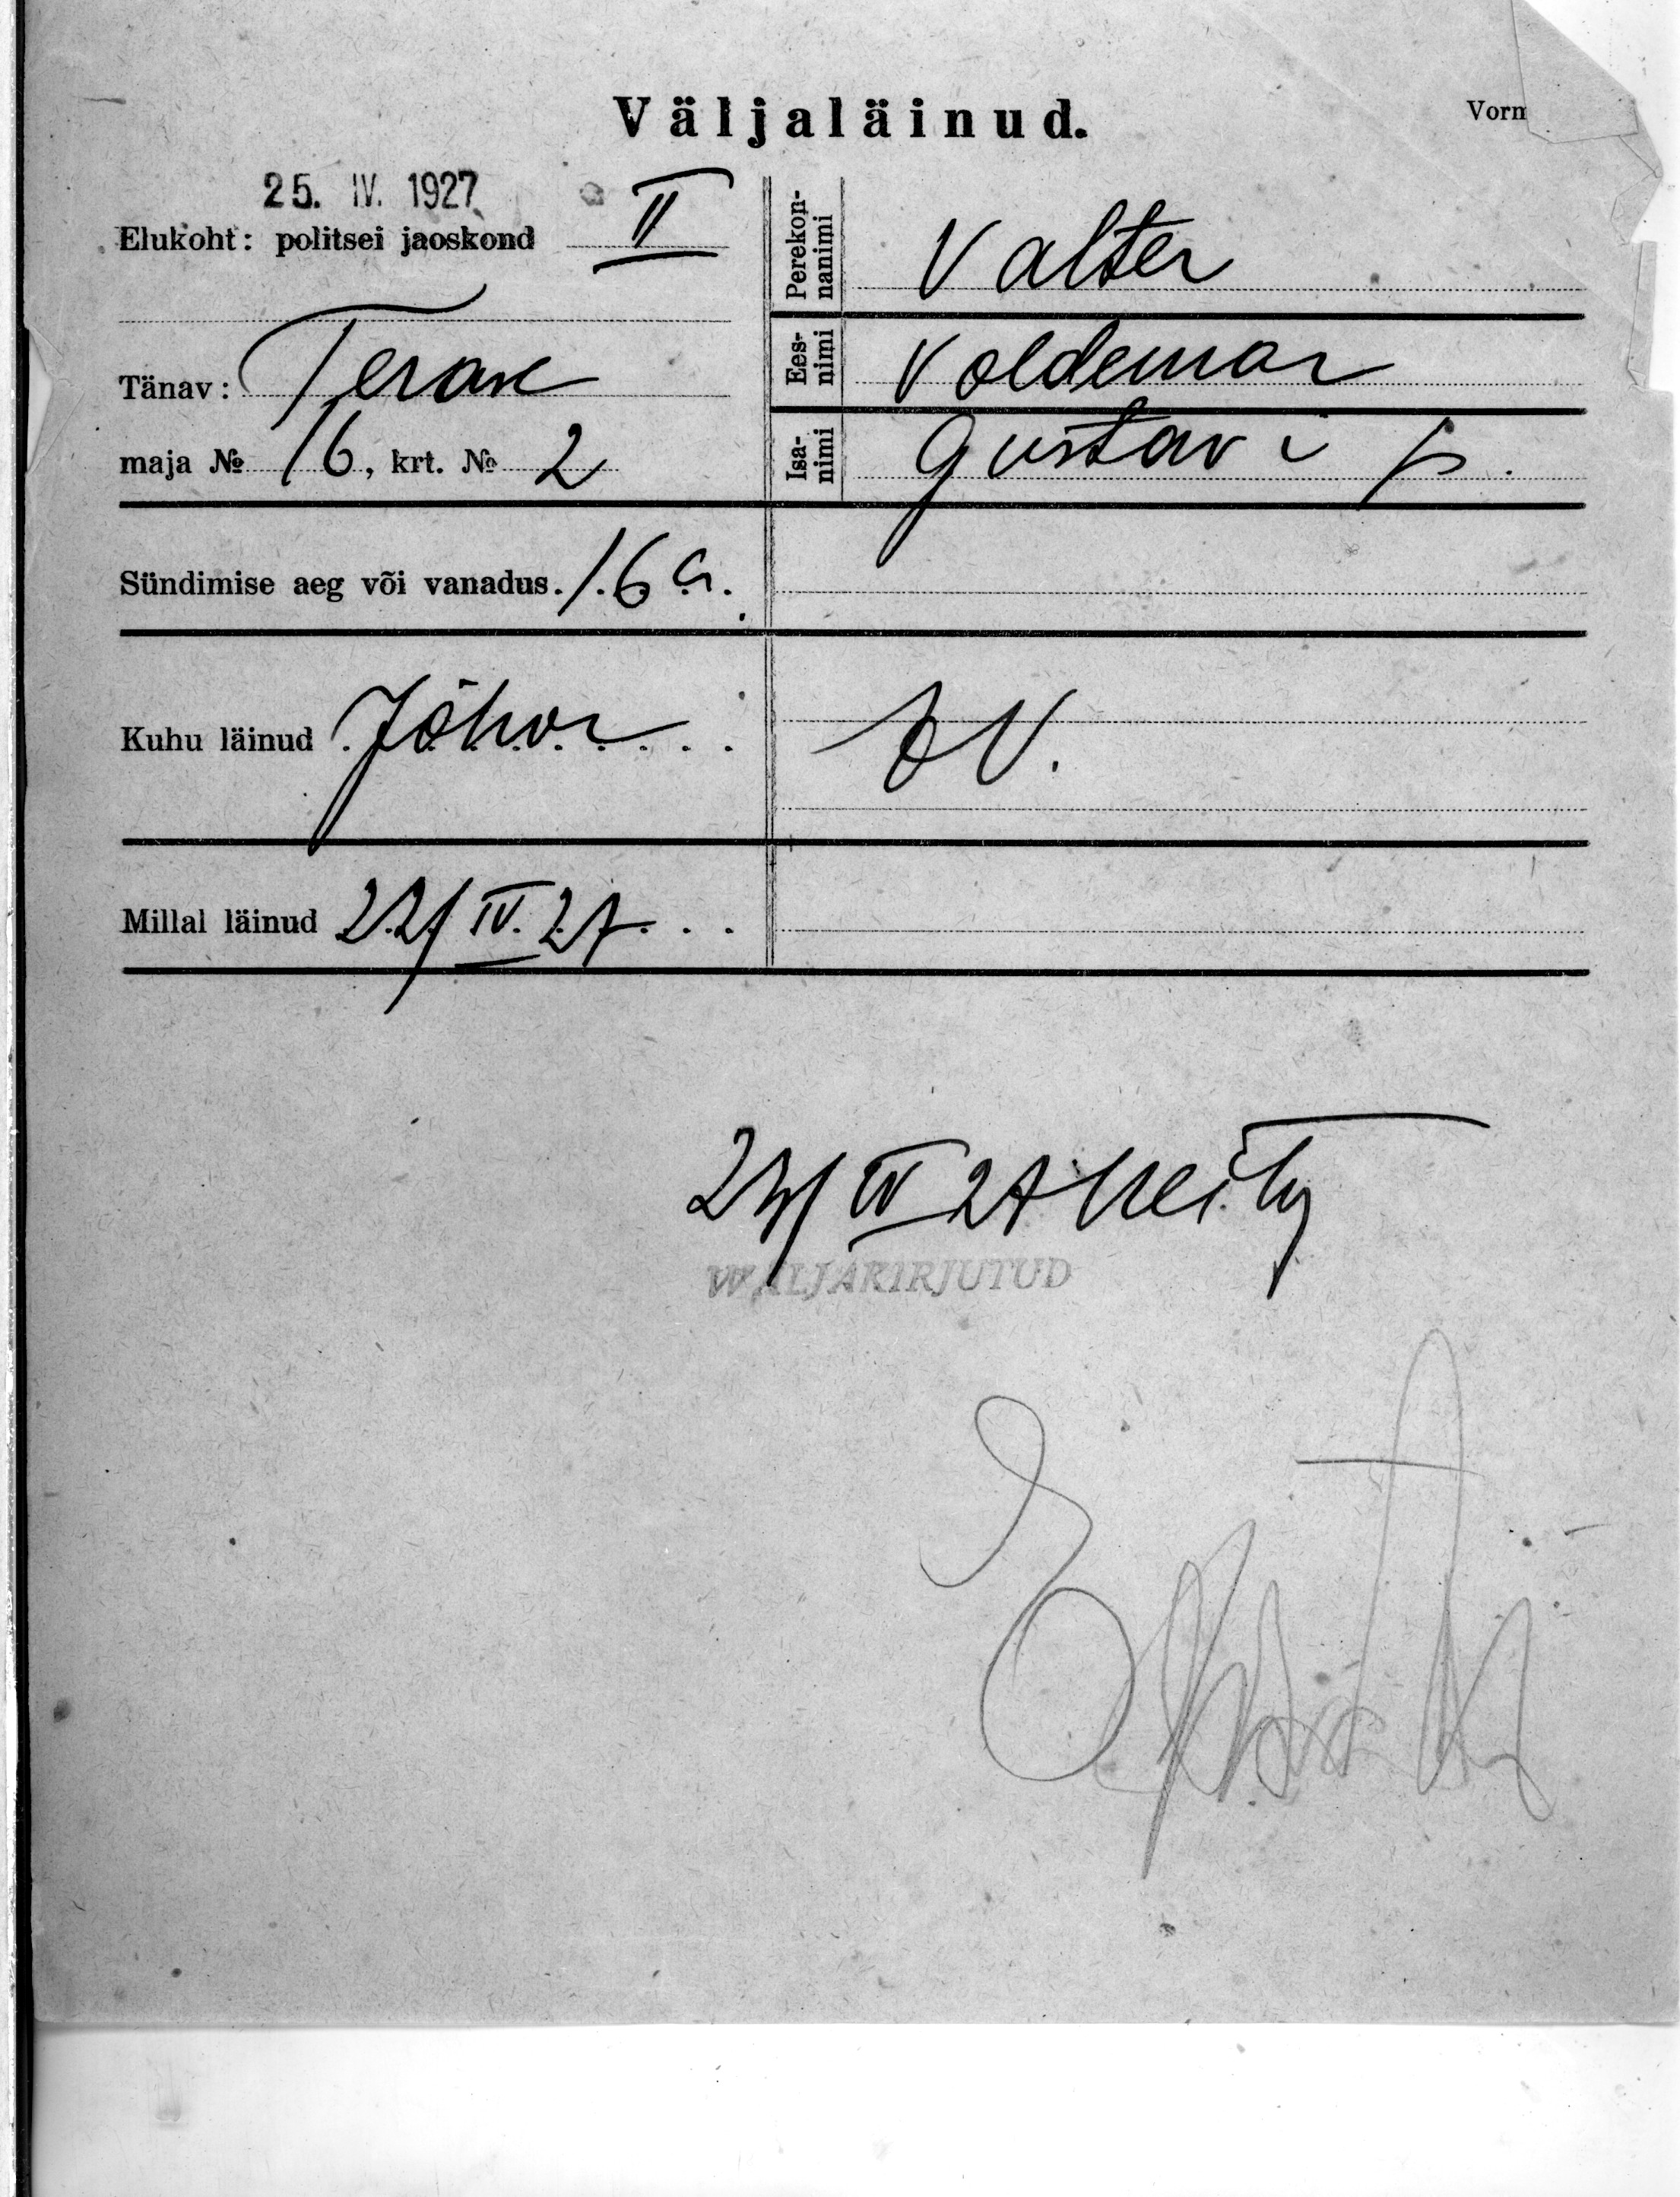 Väljaläinud.
Vorm
25. IV. 1927
Elukoht: politsei jaoskond II
Tänav:
maja № 16, krt. № 2
Perekon-
nanimi Valter
Ees-
nimi Voldemar
Isa-
nimi Gustavi p.
Sündimise aeg või vanadus. 16 a.
Kuhu läinud Jõhvi
Millal läinud 22/IV. 27
IV 27
WÄLJAKIRJUTUD